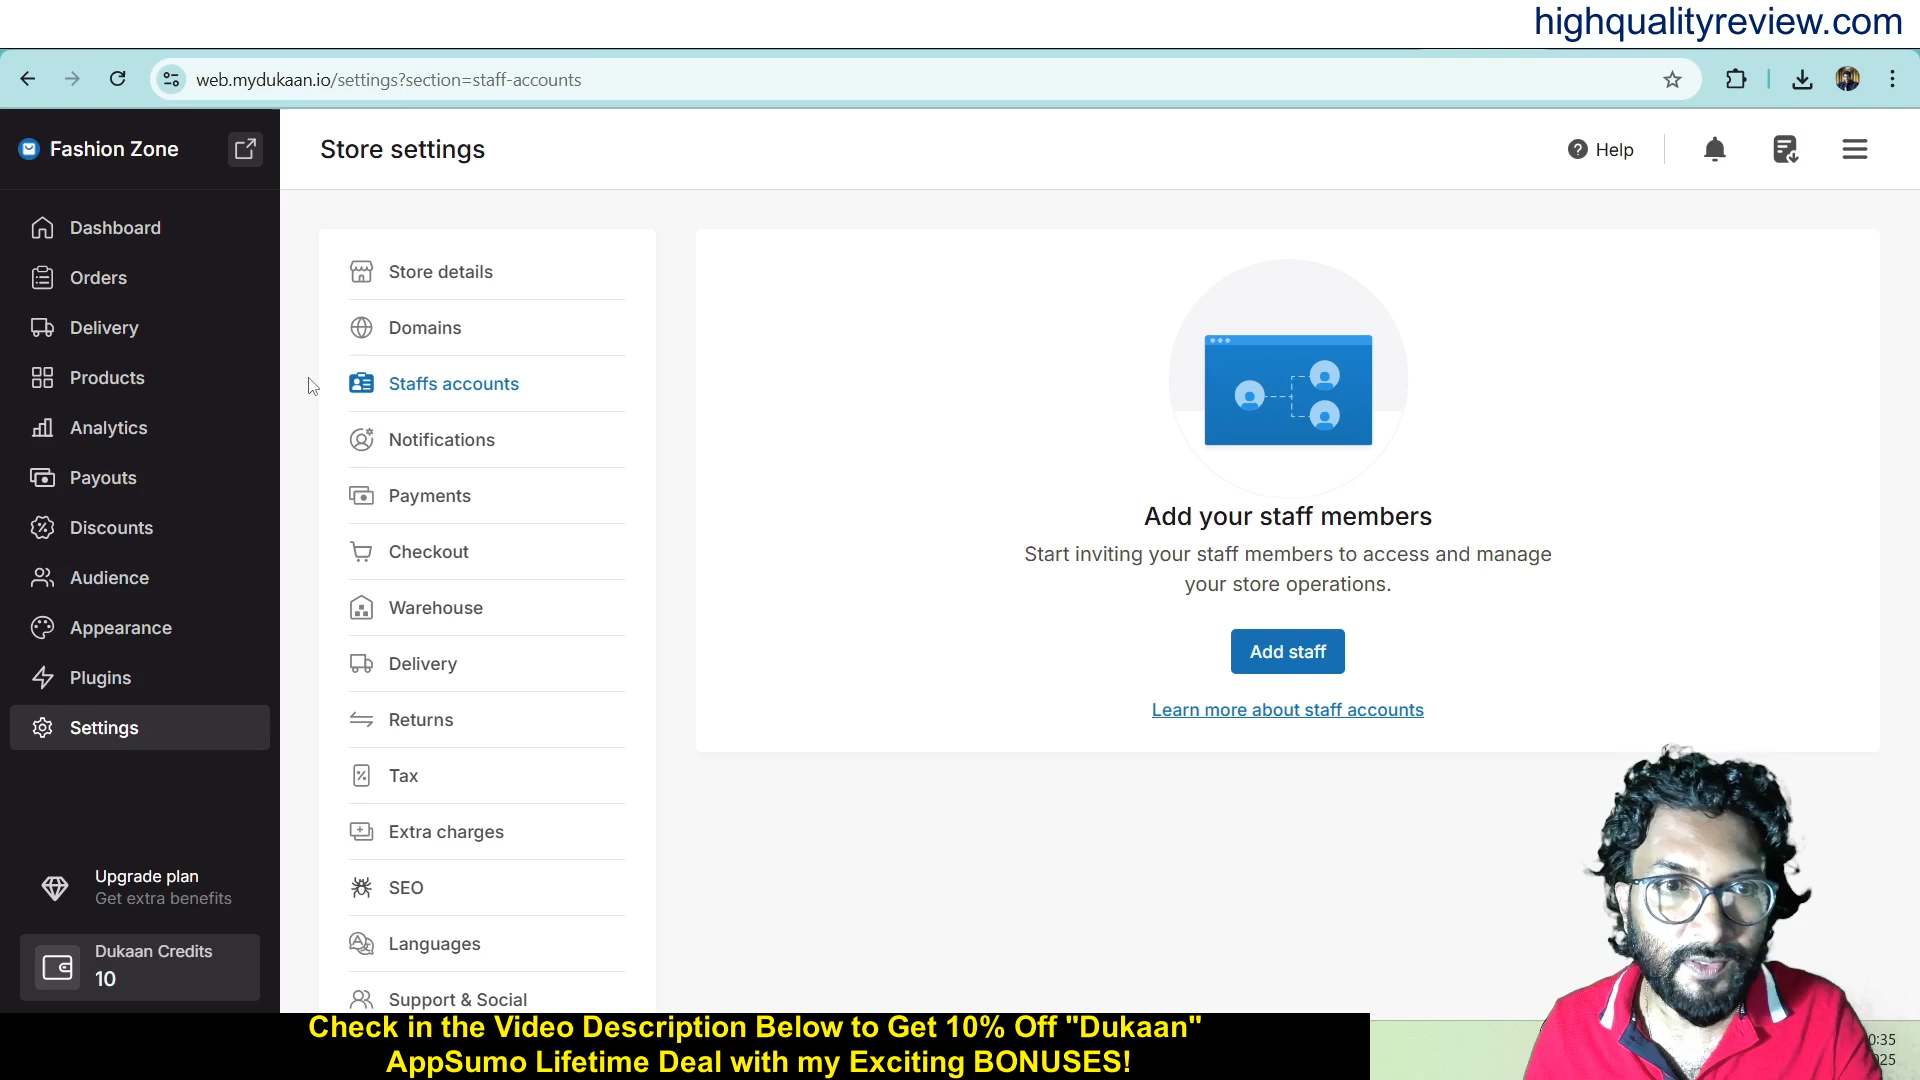 highqualityreview.com
web.mydukaan.io/settings?section=staff-accounts
Fashion Zone
Store settings
Help
Dashboard
Orders
Delivery
Products
Analytics
Payouts
Discounts
Audience
Appearance
Plugins
Settings
Upgrade plan
Get extra benefits
Dukaan Credits
10
Store details
Domains
Staffs accounts
Notifications
Payments
Checkout
Warehouse
Delivery
Returns
Tax
Extra charges
SEO
Languages
Support & Social
Add your staff members
Start inviting your staff members to access and manage
your store operations.
Add staff
Learn more about staff accounts
Check in the Video Description Below to Get 10% Off "Dukaan"
AppSumo Lifetime Deal with my Exciting BONUSES!